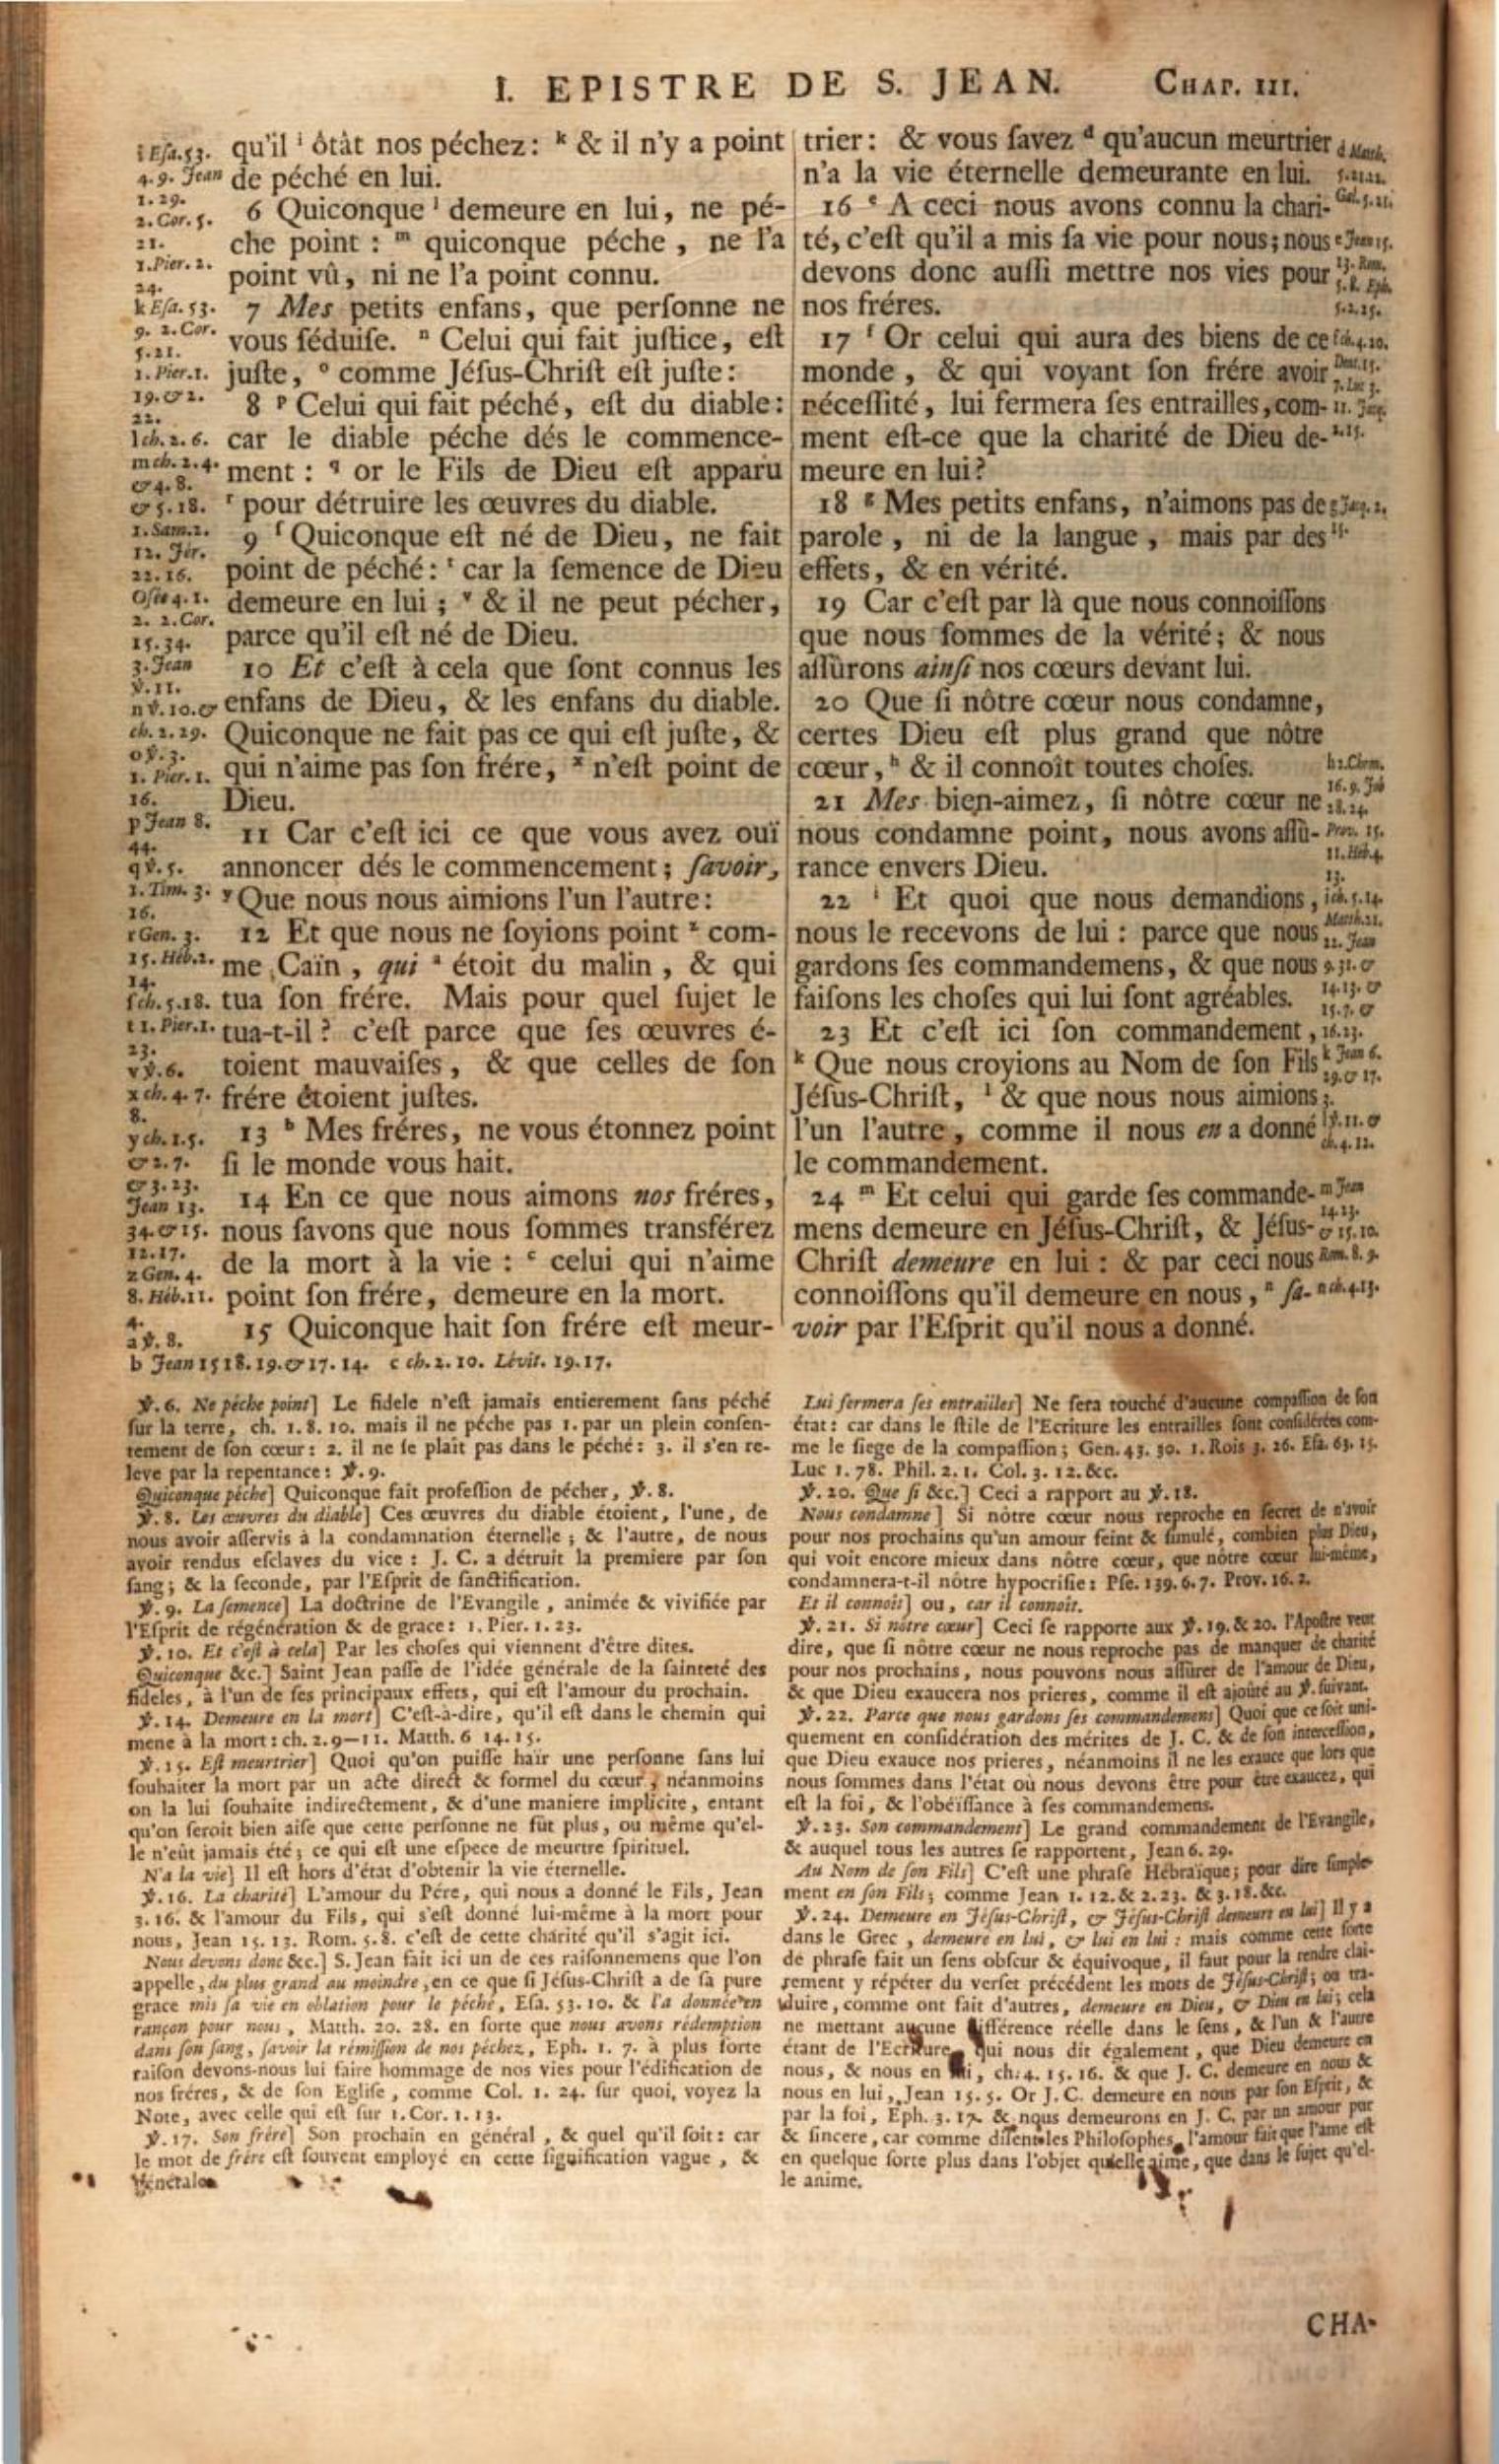 I. EPISTRE DE S. JEAN. CHAP. III.
qu'il ⁱ ôtât nos péchez: ᵏ & il n'y a point
de péché en lui.
6 Quiconque ˡ demeure en lui, ne pé-
che point : ᵐ quiconque péche, ne l'a
point vû, ni ne l'a point connu.
7 Mes petits enfans, que personne ne
vous séduise. ⁿ Celui qui fait justice, est
juste, ᵒ comme Jésus-Christ est juste:
8 ᵖ Celui qui fait péché, est du diable:
car le diable péche dés le commence-
ment : ᑫ or le Fils de Dieu est apparu
ʳ pour détruire les œuvres du diable.
9 ſ Quiconque est né de Dieu, ne fait
point de péché: ᵗ car la semence de Dieu
demeure en lui ; ᵛ & il ne peut pécher,
parce qu'il est né de Dieu.
10 Et c'est à cela que sont connus les
enfans de Dieu, & les enfans du diable.
Quiconque ne fait pas ce qui est juste, &
qui n'aime pas son frére, ˣ n'est point de
Dieu.
11 Car c'est ici ce que vous avez ouï
annoncer dés le commencement; savoir,
ʸ Que nous nous aimions l'un l'autre:
12 Et que nous ne soyions point ᶻ com-
me Caïn, qui ᵃ étoit du malin, & qui
tua son frére. Mais pour quel sujet le
tua-t-il? c'est parce que ses œuvres é-
toient mauvaises, & que celles de son
frére étoient justes.
13 ᵇ Mes fréres, ne vous étonnez point
si le monde vous hait.
14 En ce que nous aimons nos fréres,
nous savons que nous sommes transférez
de la mort à la vie : ᶜ celui qui n'aime
point son frére, demeure en la mort.
15 Quiconque hait son frére est meur-
i Esa.53.
4.9. Jean
1.29.
2.Cor.5.
21.
1.Pier.2.
24.
k Esa.53.
9. 2.Cor.
5.21.
1.Pier.1.
19.& 2.
22.
l ch.2.6.
m ch.2.4.
& 4.8.
& 5.18.
1.Sam.2.
12. Jér.
22.16.
Osée 4.1.
2. 1.Cor.
15.34.
3.Jean
℣.11.
n ℣.10.&
ch.2.29.
o ℣.3.
1.Pier.1.
16.
p Jean 8.
44.
q ℣.5.
1.Tim.3.
16.
r Gen.3.
15.Héb.2.
14.
ſ ch.5.18.
t 1.Pier.1.
23.
v ℣.6.
x ch.4.7.
8.
y ch.1.5.
& 2.7.
& 3.23.
Jean 13.
34.& 15.
12.17.
z Gen.4.
8.Héb.11.
4.
a ℣.8.
b Jean 15 18.19.& 17.14. c ch.2.10. Lévit. 19.17.
trier: & vous savez ᵈ qu'aucun meurtrier
n'a la vie éternelle demeurante en lui.
16 ᵉ A ceci nous avons connu la chari-
té, c'est qu'il a mis sa vie pour nous; nous
devons donc aussi mettre nos vies pour
nos fréres.
17 ᶠ Or celui qui aura des biens de ce
monde, & qui voyant son frére avoir
nécessité, lui fermera ses entrailles, com-
ment est-ce que la charité de Dieu de-
meure en lui?
18 ᵍ Mes petits enfans, n'aimons pas de
parole, ni de la langue, mais par des
effets, & en vérité.
19 Car c'est par là que nous connoissons
que nous sommes de la vérité; & nous
assûrons ainsi nos cœurs devant lui.
20 Que si nôtre cœur nous condamne,
certes Dieu est plus grand que nôtre
cœur, ʰ & il connoît toutes choses.
21 Mes bien-aimez, si nôtre cœur ne
nous condamne point, nous avons assû-
rance envers Dieu.
22 ⁱ Et quoi que nous demandions,
nous le recevons de lui : parce que nous
gardons ses commandemens, & que nous
faisons les choses qui lui sont agréables.
23 Et c'est ici son commandement,
ᵏ Que nous croyions au Nom de son Fils
Jésus-Christ, ˡ & que nous nous aimions
l'un l'autre, comme il nous en a donné
le commandement.
24 ᵐ Et celui qui garde ses commande-
mens demeure en Jésus-Christ, & Jésus-
Christ demeure en lui : & par ceci nous
connoissons qu'il demeure en nous, ⁿ sa-
voir par l'Esprit qu'il nous a donné.
d Matth.
5.21.22.
Gal.5.21.
e Jean 15.
13. Rom.
5.8. Eph.
5.2.25.
f ch.4.20.
Deut.15.
7. Luc 3.
11. Jaq.
2.15.
g Jaq.2.
15.
h 1.Chron.
16.9. Job
28.24.
Prov. 15.
11.Héb.4.
13.
i ch.5.14.
Matth.21.
22. Jean
9.31.&
14.13.&
15.7.&
16.23.
k Jean 6.
29.& 17.
3.
l ℣.11.&
ch.4.12.
m Jean
14.23.
& 15.10.
Rom.8.9.
n ch.4.13.
℣.6. Ne péche point] Le fidele n'est jamais entierement sans péché
sur la terre, ch. 1.8.10. mais il ne péche pas 1. par un plein consen-
tement de son cœur: 2. il ne se plait pas dans le péché: 3. il s'en re-
leve par la repentance: ℣.9.
Quiconque péche] Quiconque fait profession de pécher, ℣.8.
℣.8. Les œuvres du diable] Ces œuvres du diable étoient, l'une, de
nous avoir asservis à la condamnation éternelle; & l'autre, de nous
avoir rendus esclaves du vice : J. C. a détruit la premiere par son
sang; & la seconde, par l'Esprit de sanctification.
℣.9. La semence] La doctrine de l'Evangile, animée & vivifiée par
l'Esprit de régénération & de grace: 1. Pier. 1. 23.
℣.10. Et c'est à cela] Par les choses qui viennent d'être dites.
Quiconque &c.] Saint Jean passe de l'idée générale de la sainteté des
fideles, à l'un de ses principaux effets, qui est l'amour du prochain.
℣.14. Demeure en la mort] C'est-à-dire, qu'il est dans le chemin qui
mene à la mort: ch. 2.9—11. Matth. 6 14.15.
℣.15. Est meurtrier] Quoi qu'on puisse haïr une personne sans lui
souhaiter la mort par un acte direct & formel du cœur, néanmoins
on la lui souhaite indirectement, & d'une maniere implicite, entant
qu'on seroit bien aise que cette personne ne fût plus, ou même qu'el-
le n'eût jamais été; ce qui est une espece de meurtre spirituel.
N'a la vie] Il est hors d'état d'obtenir la vie éternelle.
℣.16. La charité] L'amour du Pére, qui nous a donné le Fils, Jean
3.16. & l'amour du Fils, qui s'est donné lui-même à la mort pour
nous, Jean 15.13. Rom. 5.8. c'est de cette charité qu'il s'agit ici.
Nous devons donc &c.] S. Jean fait ici un de ces raisonnemens que l'on
appelle, du plus grand au moindre, en ce que si Jésus-Christ a de sa pure
grace mis sa vie en oblation pour le péché, Esa. 53.10. & l'a donnée en
rançon pour nous, Matth. 20. 28. en sorte que nous avons rédemption
dans son sang, savoir la rémission de nos péchez, Eph. 1. 7. à plus forte
raison devons-nous lui faire hommage de nos vies pour l'édification de
nos fréres, & de son Eglise, comme Col. 1. 24. sur quoi, voyez la
Note, avec celle qui est sur 1.Cor. 1. 13.
℣.17. Son frére] Son prochain en général, & quel qu'il soit: car
le mot de frére est souvent employé en cette signification vague, &
générale.
Lui fermera ses entrailles] Ne sera touché d'aucune compassion de son
état: car dans le stile de l'Ecriture les entrailles sont considérées com-
me le siege de la compassion; Gen. 43. 30. 1. Rois 3. 26. Esa. 63. 15.
Luc 1. 78. Phil. 2. 1. Col. 3. 12. &c.
℣.20. Que si &c.] Ceci a rapport au ℣.18.
Nous condamne] Si nôtre cœur nous reproche en secret de n'avoir
pour nos prochains qu'un amour feint & simulé, combien plus Dieu,
qui voit encore mieux dans nôtre cœur, que nôtre cœur lui-même,
condamnera-t-il nôtre hypocrisie: Pse. 139.6.7. Prov. 16.2.
Et il connoît] ou, car il connoît.
℣.21. Si nôtre cœur] Ceci se rapporte aux ℣.19. & 20. l'Apostre veut
dire, que si nôtre cœur ne nous reproche pas de manquer de charité
pour nos prochains, nous pouvons nous assûrer de l'amour de Dieu,
& que Dieu exaucera nos prieres, comme il est ajoûté au ℣.suivant.
℣.22. Parce que nous gardons ses commandemens] Quoi que ce soit uni-
quement en considération des mérites de J. C. & de son intercession,
que Dieu exauce nos prieres, néanmoins il ne les exauce que lors que
nous sommes dans l'état où nous devons être pour être exaucez, qui
est la foi, & l'obéïssance à ses commandemens.
℣.23. Son commandement] Le grand commandement de l'Evangile,
& auquel tous les autres se rapportent, Jean 6. 29.
Au Nom de son Fils] C'est une phrase Hébraïque; pour dire simple-
ment en son Fils; comme Jean 1. 12. & 2.23. & 3.18. &c.
℣.24. Demeure en Jésus-Christ, & Jésus-Christ demeure en lui] Il y a
dans le Grec, demeure en lui, & lui en lui : mais comme cette sorte
de phrase fait un sens obscur & équivoque, il faut pour la rendre clai-
rement y répéter du verset précédent les mots de Jésus-Christ; ou tra-
duire, comme ont fait d'autres, demeure en Dieu, & Dieu en lui; cela
ne mettant aucune différence réelle dans le sens, & l'un & l'autre
étant de l'Ecriture, qui nous dit également, que Dieu demeure en
nous, & nous en lui, ch. 4. 15. 16. & que J. C. demeure en nous &
nous en lui, Jean 15. 5. Or J. C. demeure en nous par son Esprit, &
par la foi, Eph. 3. 17. & nous demeurons en J. C. par un amour pur
& sincere, car comme disent les Philosophes, l'amour fait que l'ame est
en quelque sorte plus dans l'objet qu'elle aime, que dans le sujet qu'el-
le anime.
CHA-